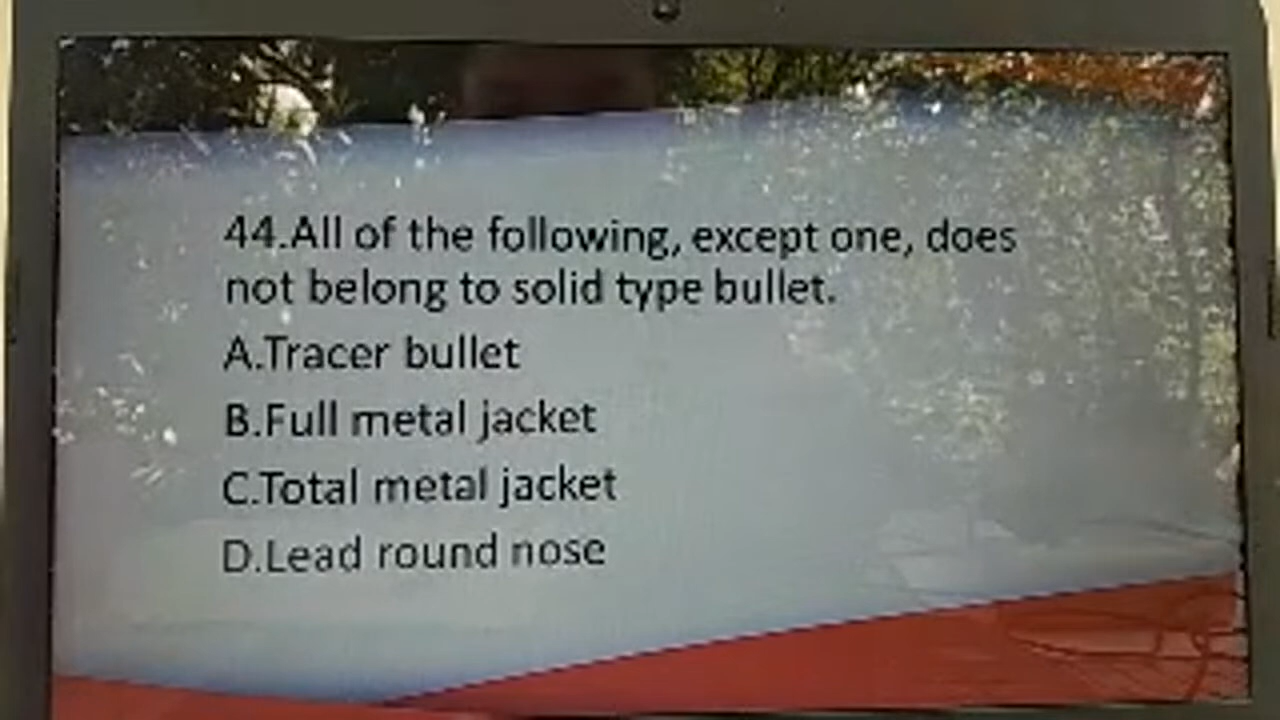 44.All of the following, except one, does
not belong to solid type bullet.
A.Tracer bullet
B.Full metal jacket
C.Total metal jacket
D.Lead round nose